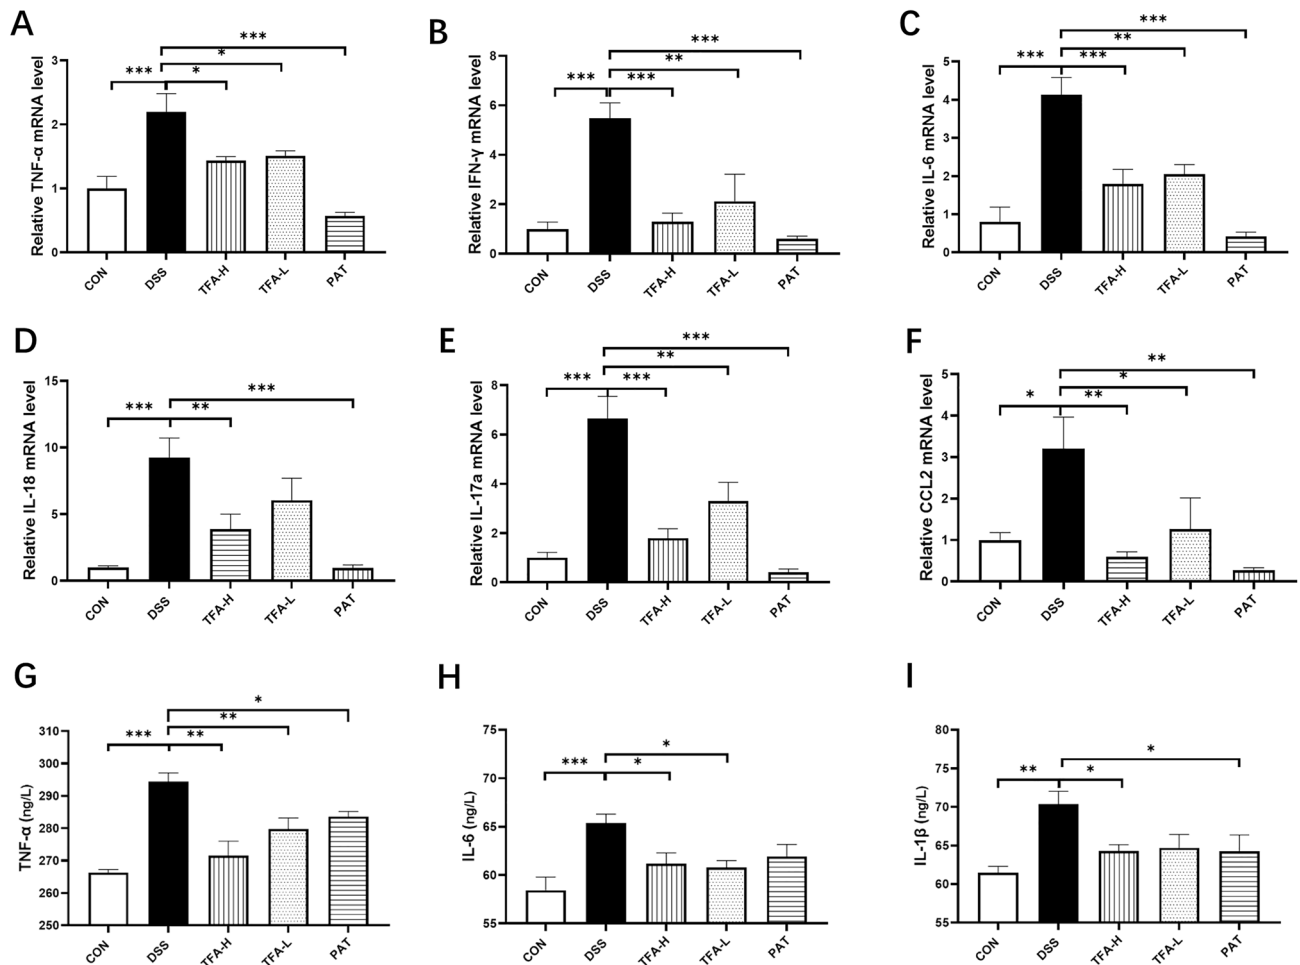 A
Relative TNF-α mRNA level
3
2
1
0
***
*
*
***
CON
DSS
TFA-H
TFA-L
PAT
B
Relative IFN-γ mRNA level
8
6
4
2
0
***
**
***
***
CON
DSS
TFA-H
TFA-L
PAT
C
Relative IL-6 mRNA level
5
4
3
2
1
0
***
**
***
***
CON
DSS
TFA-H
TFA-L
PAT
D
Relative IL-18 mRNA level
15
10
5
0
***
***
**
CON
DSS
TFA-H
TFA-L
PAT
E
Relative IL-17a mRNA level
8
6
4
2
0
***
**
***
***
CON
DSS
TFA-H
TFA-L
PAT
F
Relative CCL2 mRNA level
5
4
3
2
1
0
**
*
*
**
CON
DSS
TFA-H
TFA-L
PAT
G
TNF-α (ng/L)
310
300
290
280
270
260
250
*
**
***
**
CON
DSS
TFA-H
TFA-L
PAT
H
IL-6 (ng/L)
75
70
65
60
55
*
***
*
CON
DSS
TFA-H
TFA-L
PAT
I
IL-1β (ng/L)
80
75
70
65
60
55
*
**
*
CON
DSS
TFA-H
TFA-L
PAT